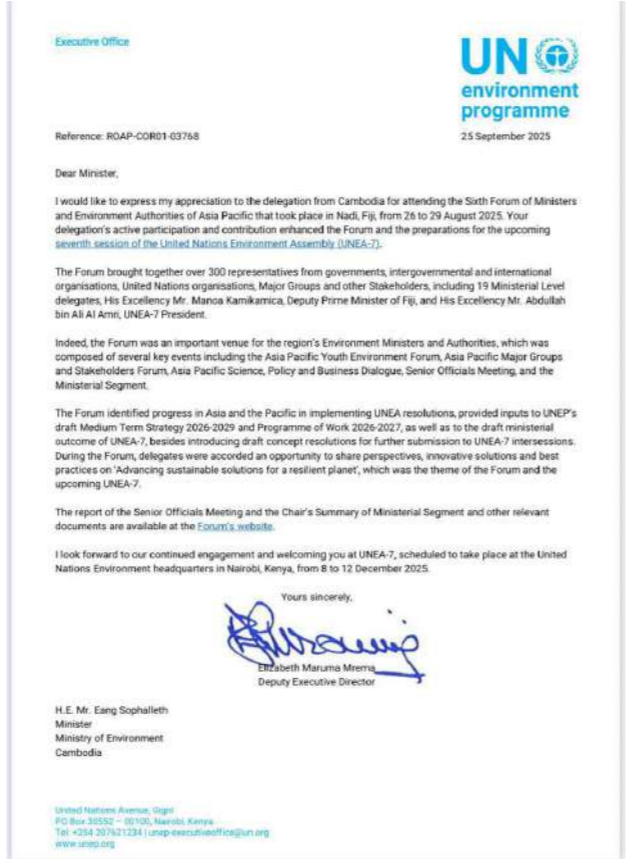 Executive Office
UN
environment
programme
Reference: ROAP-COR01-03768
25 September 2025
Dear Minister,
I would like to express my appreciation to the delegation from Cambodia for attending the Sixth Forum of Ministers
and Environment Authorities of Asia Pacific that took place in Nadi, Fiji, from 26 to 29 August 2025. Your
delegation's active participation and contribution enhanced the Forum and the preparations for the upcoming
seventh session of the United Nations Environment Assembly (UNEA-7).
The Forum brought together over 300 representatives from governments, intergovernmental and international
organisations, United Nations organisations, Major Groups and other Stakeholders, including 19 Ministerial Level
delegates, His Excellency Mr. Manoa Kamikamica, Deputy Prime Minister of Fiji, and His Excellency Mr. Abdullah
bin Ali Al Amri, UNEA-7 President.
Indeed, the Forum was an important venue for the region's Environment Ministers and Authorities, which was
composed of several key events including the Asia Pacific Youth Environment Forum, Asia Pacific Major Groups
and Stakeholders Forum, Asia Pacific Science, Policy and Business Dialogue, Senior Officials Meeting, and the
Ministerial Segment.
The Forum identified progress in Asia and the Pacific in implementing UNEA resolutions, provided inputs to UNEP's
draft Medium Term Strategy 2026-2029 and Programme of Work 2026-2027, as well as to the draft ministerial
outcome of UNEA-7, besides introducing draft concept resolutions for further submission to UNEA-7 intersessions.
During the Forum, delegates were accorded an opportunity to share perspectives, innovative solutions and best
practices on 'Advancing sustainable solutions for a resilient planet', which was the theme of the Forum and the
upcoming UNEA-7.
The report of the Senior Officials Meeting and the Chair's Summary of Ministerial Segment and other relevant
documents are available at the Forum's website.
I look forward to our continued engagement and welcoming you at UNEA-7, scheduled to take place at the United
Nations Environment headquarters in Nairobi, Kenya, from 8 to 12 December 2025.
Yours sincerely,
Elizabeth Maruma Mrema
Deputy Executive Director
H.E. Mr. Eang Sophalleth
Minister
Ministry of Environment
Cambodia
United Nations Avenue, Gigiri
PO Box 30552 – 00100, Nairobi, Kenya
Tel: +254 207621234 | unep-executiveoffice@un.org
www.unep.org